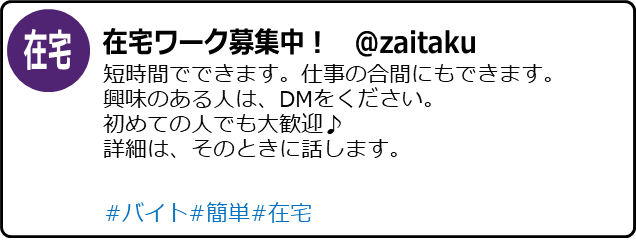 在宅
在宅ワーク募集中！　@zaitaku
短時間でできます。仕事の合間にもできます。
興味のある人は、DMをください。
初めての人でも大歓迎♪
詳細は、そのときに話します。
#バイト#簡単#在宅